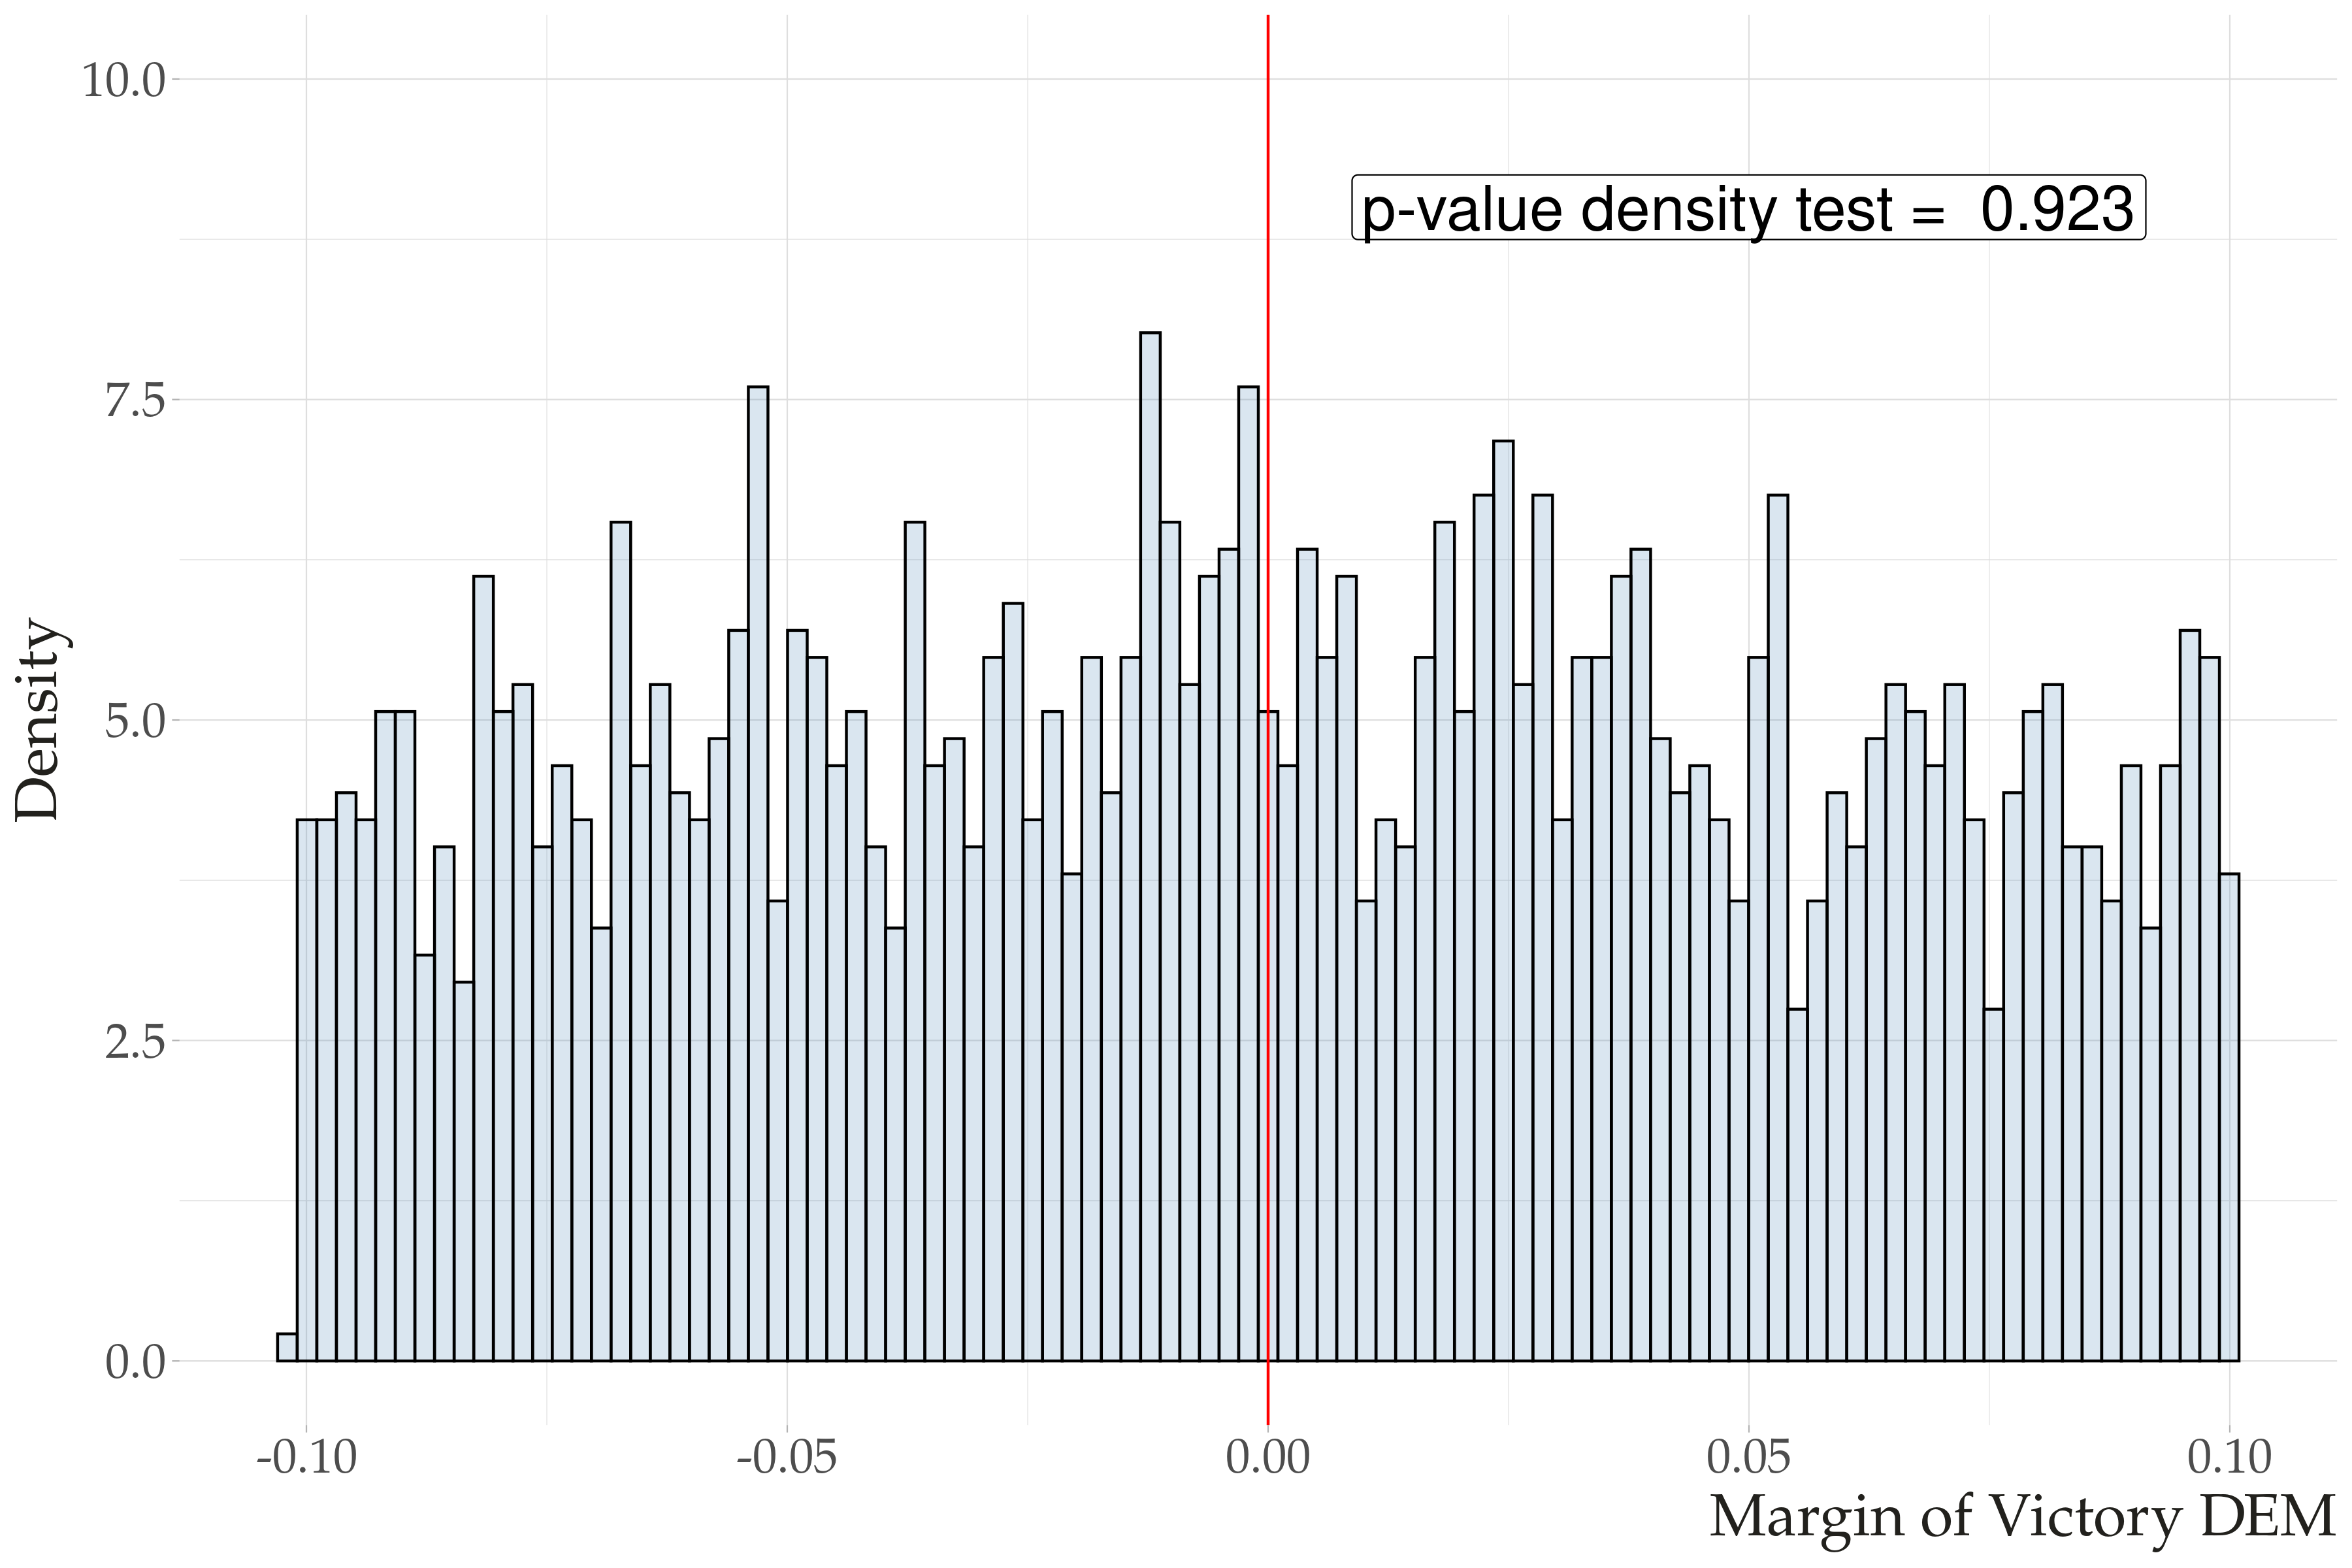 10.0
p-value density test = 0.923
7.5
5.0
2.5
0.0
Density
-0.10 -0.05 0.00 0.05 0.10
Margin of Victory DEM